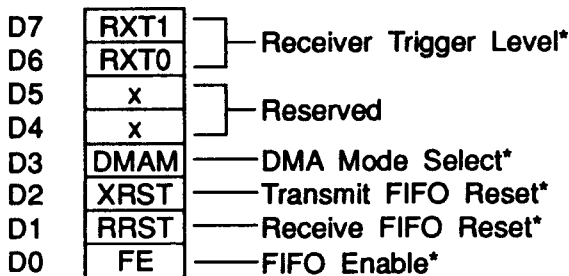 D7 RXT1
Receiver Trigger Level*
D6 RXT0
D5 x
Reserved
D4 x
D3 DMAM DMA Mode Select*
D2 XRST Transmit FIFO Reset*
D1 RRST Receive FIFO Reset*
D0 FE FIFO Enable*